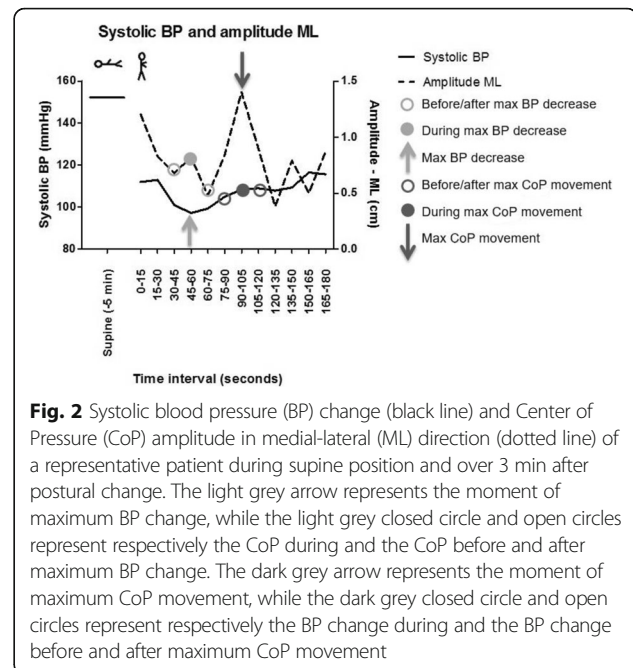 Systolic BP and amplitude ML
Systolic BP (mmHg)
160
140
120
100
80
1.5
1.0
0.5
0.0
Amplitude - ML (cm)
Supine (-5 min)
0-15
15-30
30-45
45-60
60-75
75-90
90-105
105-120
120-135
135-150
150-165
165-180
Time interval (seconds)
Systolic BP
Amplitude ML
Before/after max BP decrease
During max BP decrease
Max BP decrease
Before/after max CoP movement
During max CoP movement
Max CoP movement
Fig. 2 Systolic blood pressure (BP) change (black line) and Center of
Pressure (CoP) amplitude in medial-lateral (ML) direction (dotted line) of
a representative patient during supine position and over 3 min after
postural change. The light grey arrow represents the moment of
maximum BP change, while the light grey closed circle and open circles
represent respectively the CoP during and the CoP before and after
maximum BP change. The dark grey arrow represents the moment of
maximum CoP movement, while the dark grey closed circle and open
circles represent respectively the BP change during and the BP change
before and after maximum CoP movement